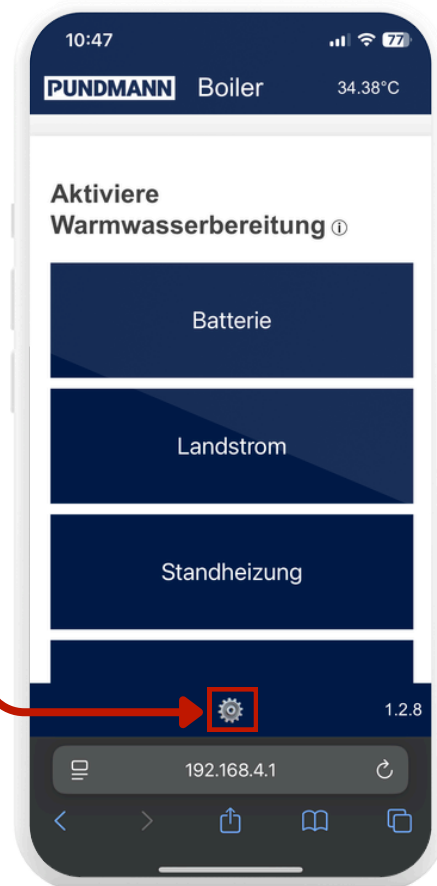 10:47 77
PUNDMANN Boiler 34.38°C
Aktiviere
Warmwasserbereitung
Batterie
Landstrom
Standheizung
1.2.8
192.168.4.1